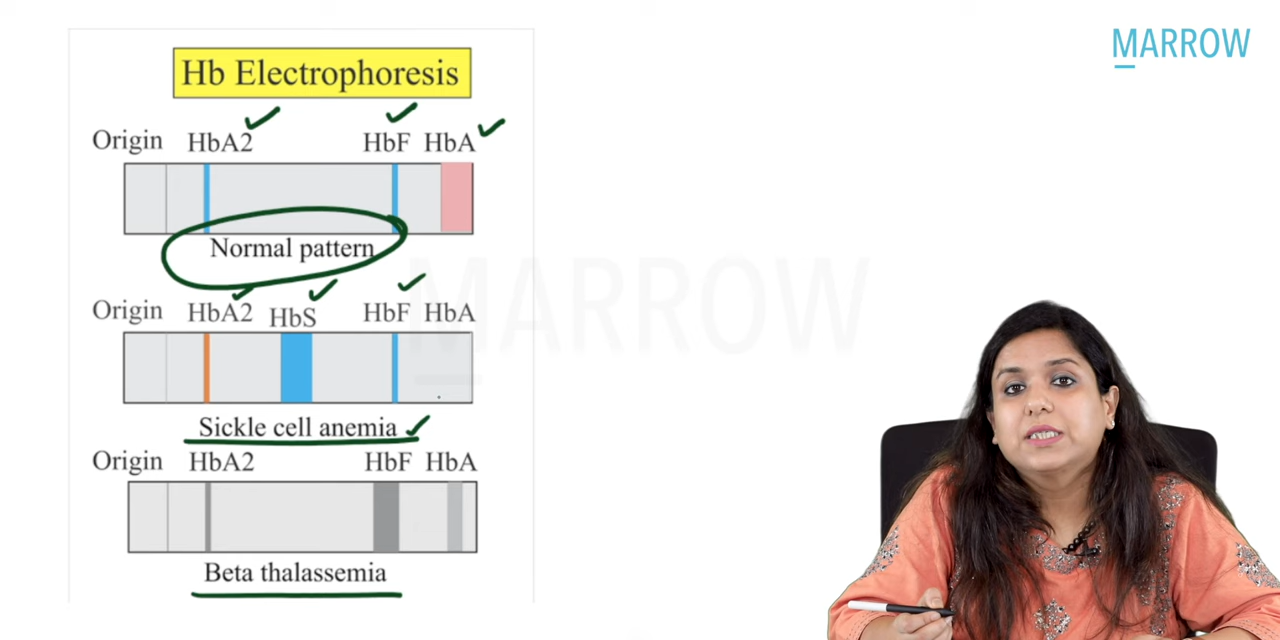 MARROW
Hb Electrophoresis
Origin HbA2 HbF HbA
Normal pattern
Origin HbA2 HbS HbF HbA
MARROW
Sickle cell anemia
Origin HbA2 HbF HbA
Beta thalassemia